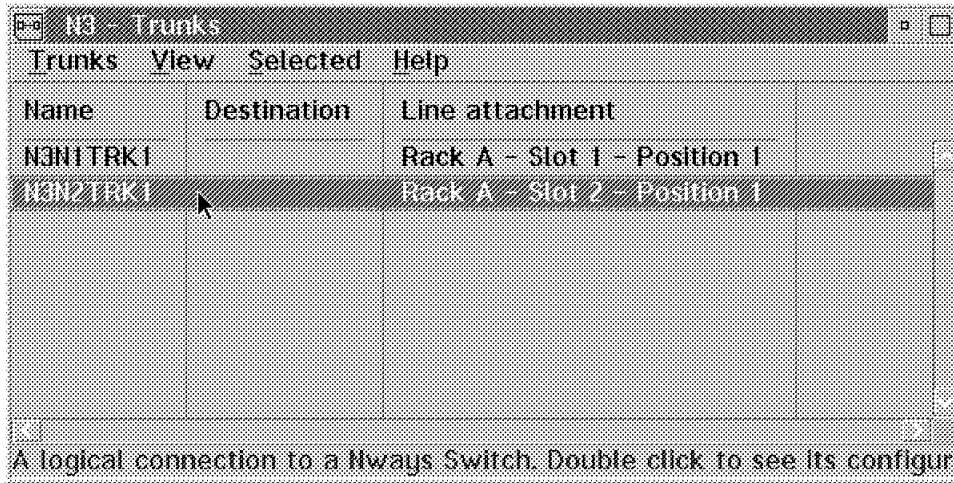 N3 - Trunks
Trunks View Selected Help
Name Destination Line attachment
N3N1TRK1 Rack A - Slot 1 - Position 1
N3N2TRK1 Rack A - Slot 2 - Position 1
A logical connection to a Nways Switch. Double click to see its configur